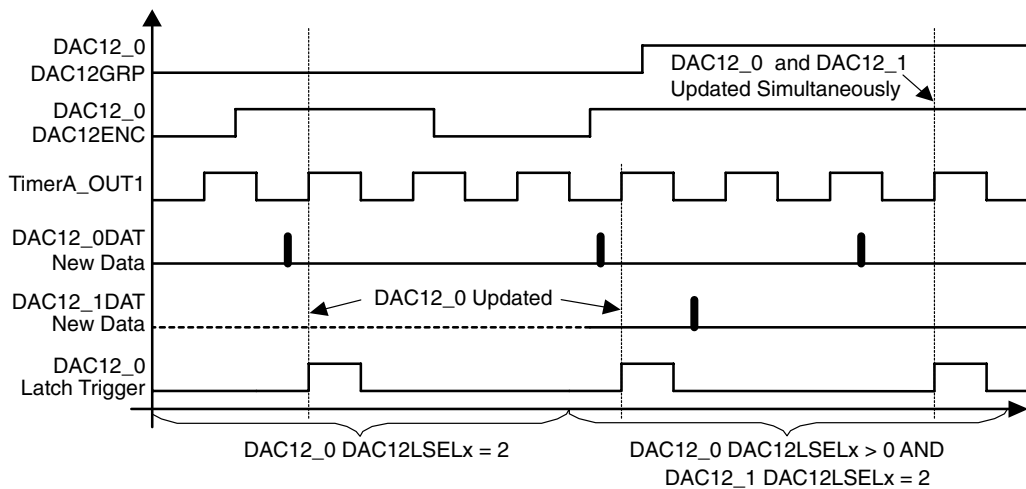 DAC12_0
DAC12GRP
DAC12_0 and DAC12_1
Updated Simultaneously
DAC12_0
DAC12ENC
TimerA_OUT1
DAC12_0DAT
New Data
DAC12_1DAT
New Data
DAC12_0 Updated
DAC12_0
Latch Trigger
DAC12_0 DAC12LSELx = 2
DAC12_0 DAC12LSELx > 0 AND
DAC12_1 DAC12LSELx = 2